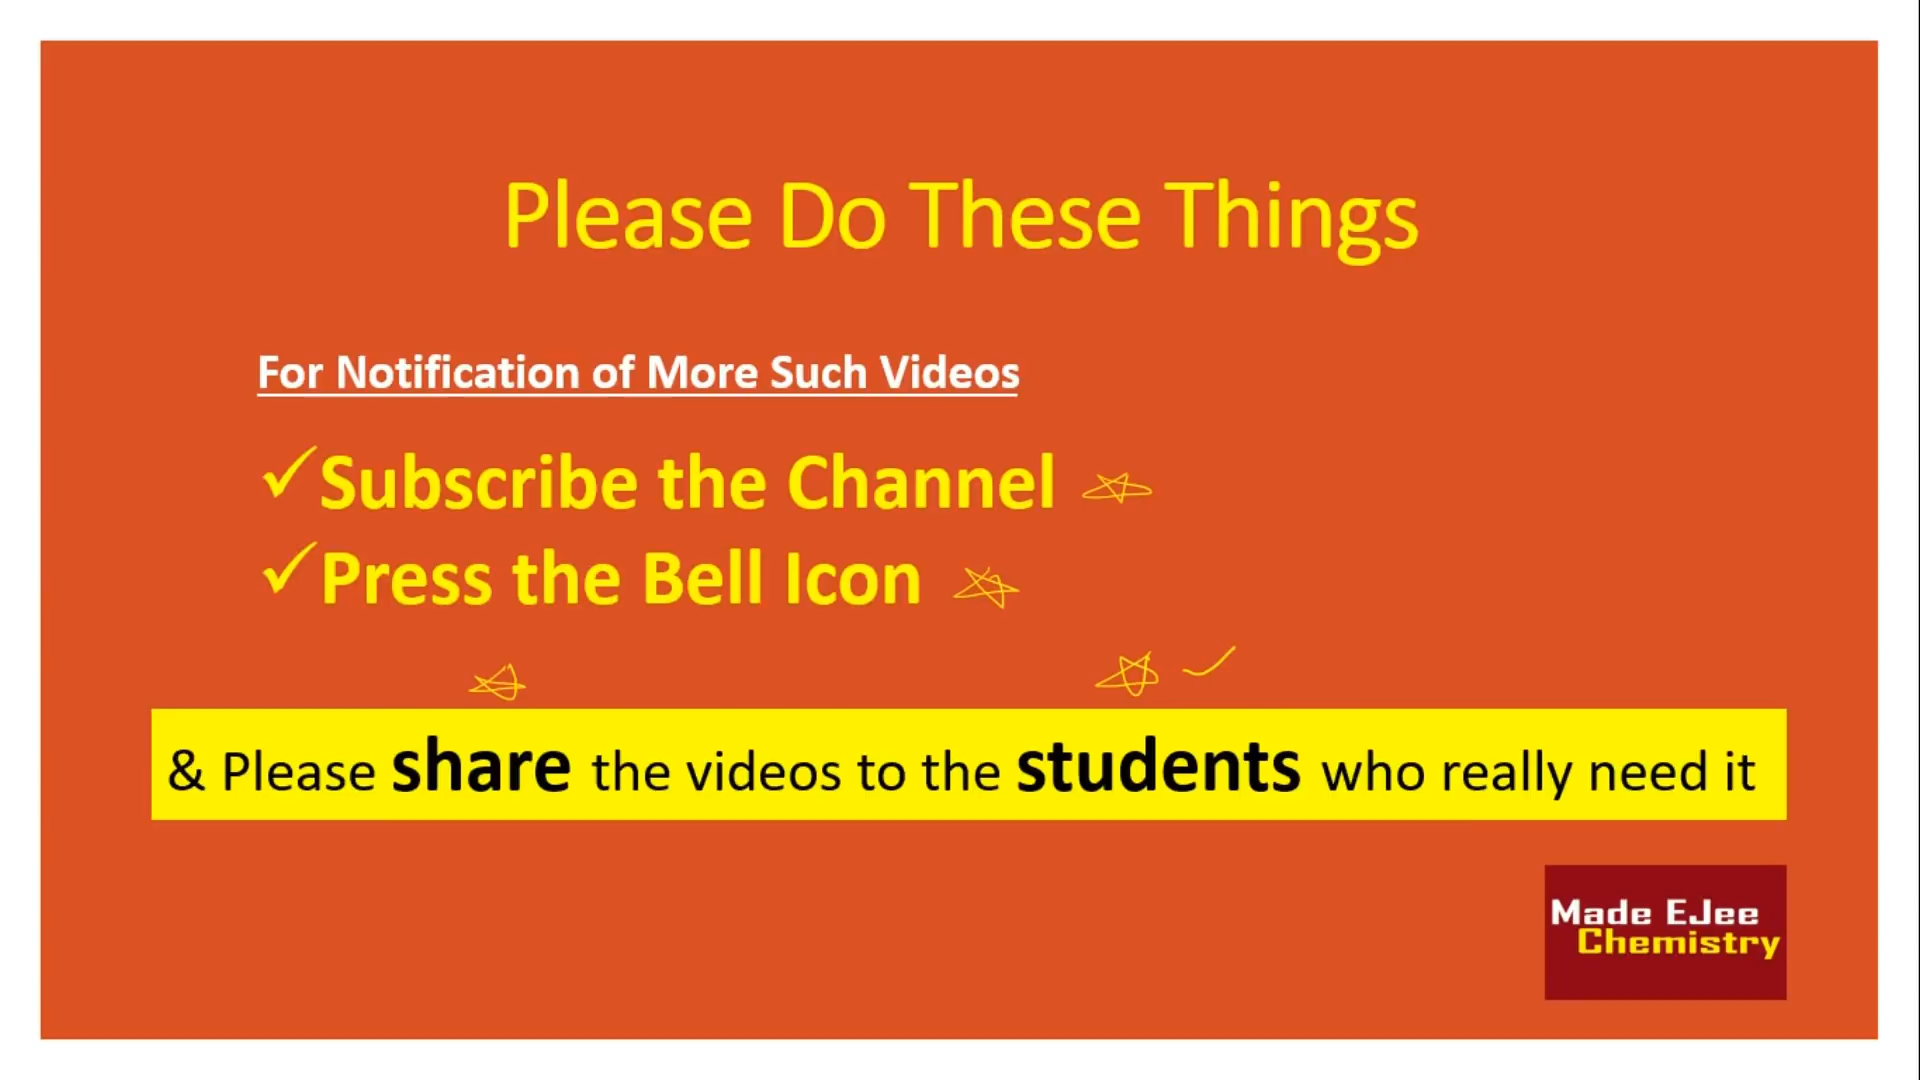 Please Do These Things
For Notification of More Such Videos
✓Subscribe the Channel
✓Press the Bell Icon
& Please share the videos to the students who really need it
Made EJee
Chemistry